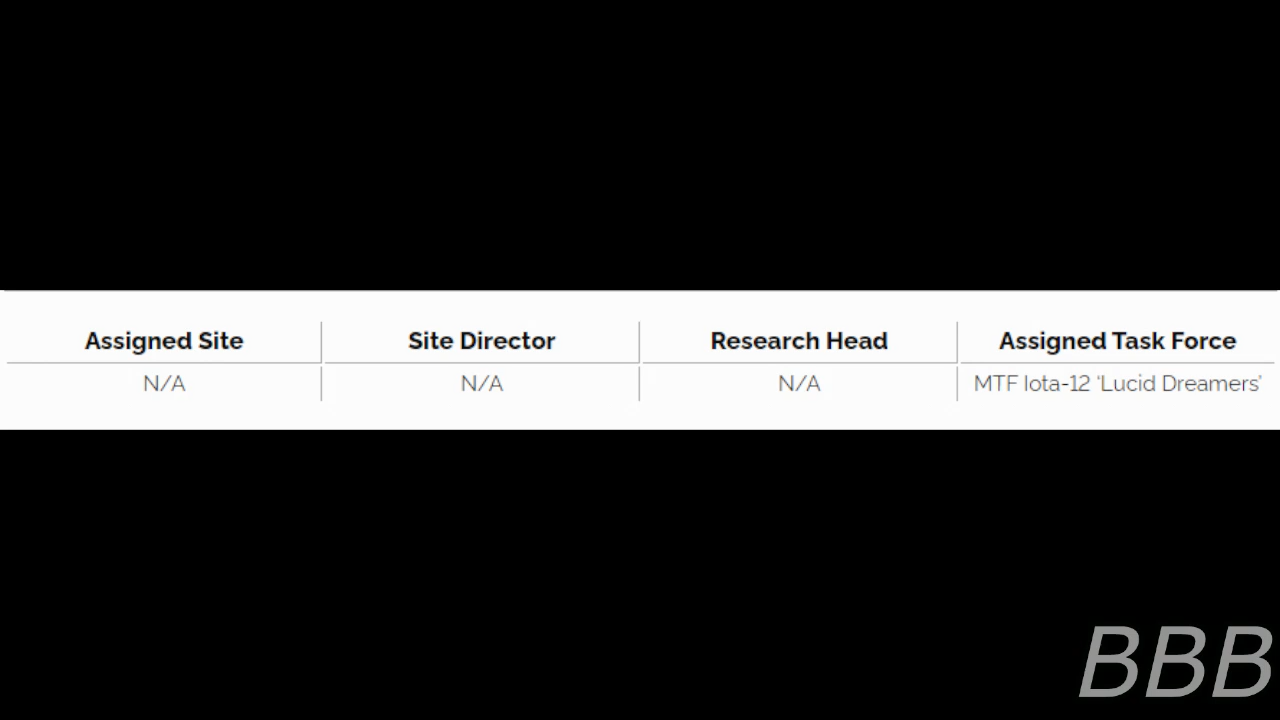 Assigned Site Site Director Research Head Assigned Task Force
N/A N/A N/A MTF Iota-12 ‘Lucid Dreamers’
BBB